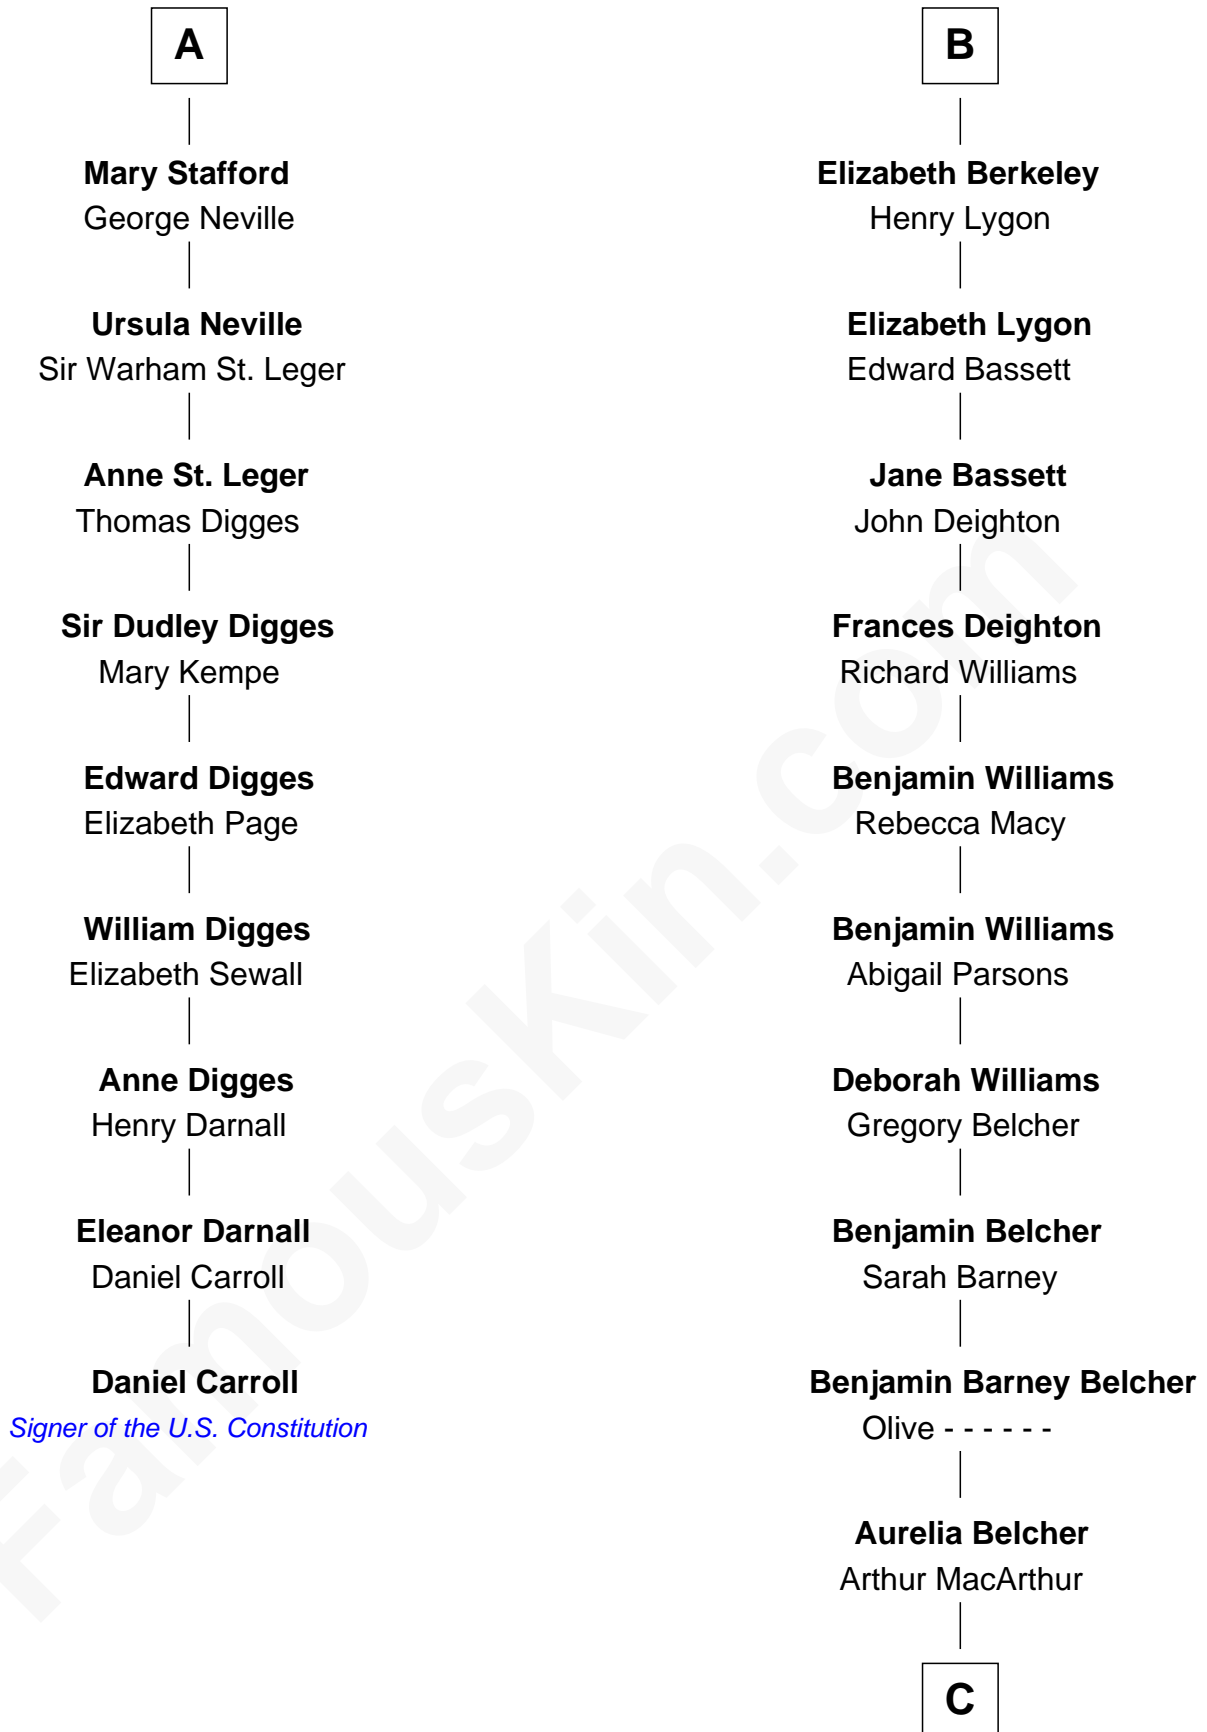 A
Mary Stafford
George Neville
Ursula Neville
Sir Warham St. Leger
Anne St. Leger
Thomas Digges
Sir Dudley Digges
Mary Kempe
Edward Digges
Elizabeth Page
William Digges
Elizabeth Sewall
Anne Digges
Henry Darnall
Eleanor Darnall
Daniel Carroll
Daniel Carroll
Signer of the U.S. Constitution
B
Elizabeth Berkeley
Henry Lygon
Elizabeth Lygon
Edward Bassett
Jane Bassett
John Deighton
Frances Deighton
Richard Williams
Benjamin Williams
Rebecca Macy
Benjamin Williams
Abigail Parsons
Deborah Williams
Gregory Belcher
Benjamin Belcher
Sarah Barney
Benjamin Barney Belcher
Olive - - - - - -
Aurelia Belcher
Arthur MacArthur
C
FamousKin.com